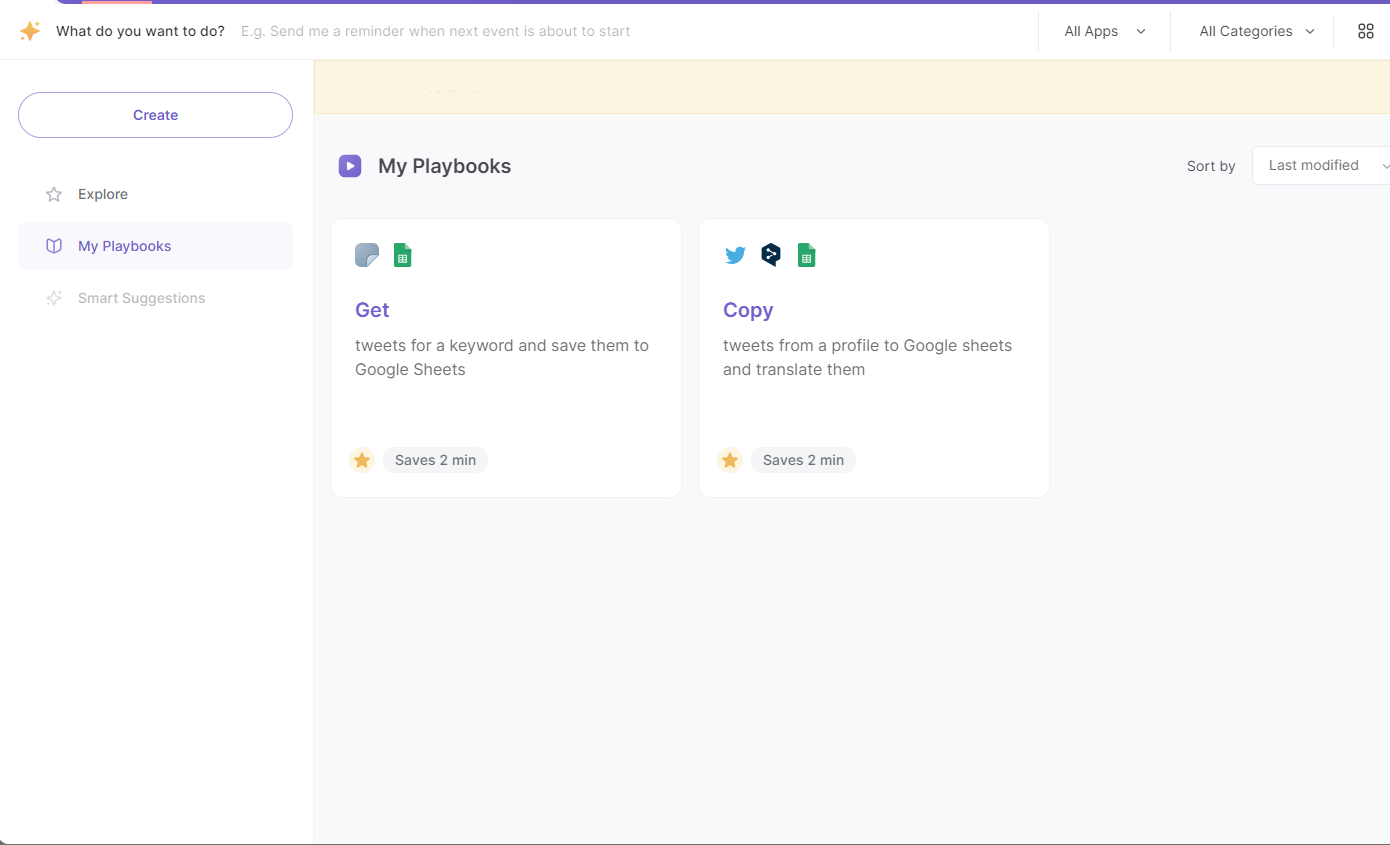 What do you want to do? E.g. Send me a reminder when next event is about to start
All Apps
All Categories
Create
Explore
My Playbooks
Smart Suggestions
My Playbooks
Sort by
Last modified
Get
tweets for a keyword and save them to
Google Sheets
Saves 2 min
Copy
tweets from a profile to Google sheets
and translate them
Saves 2 min